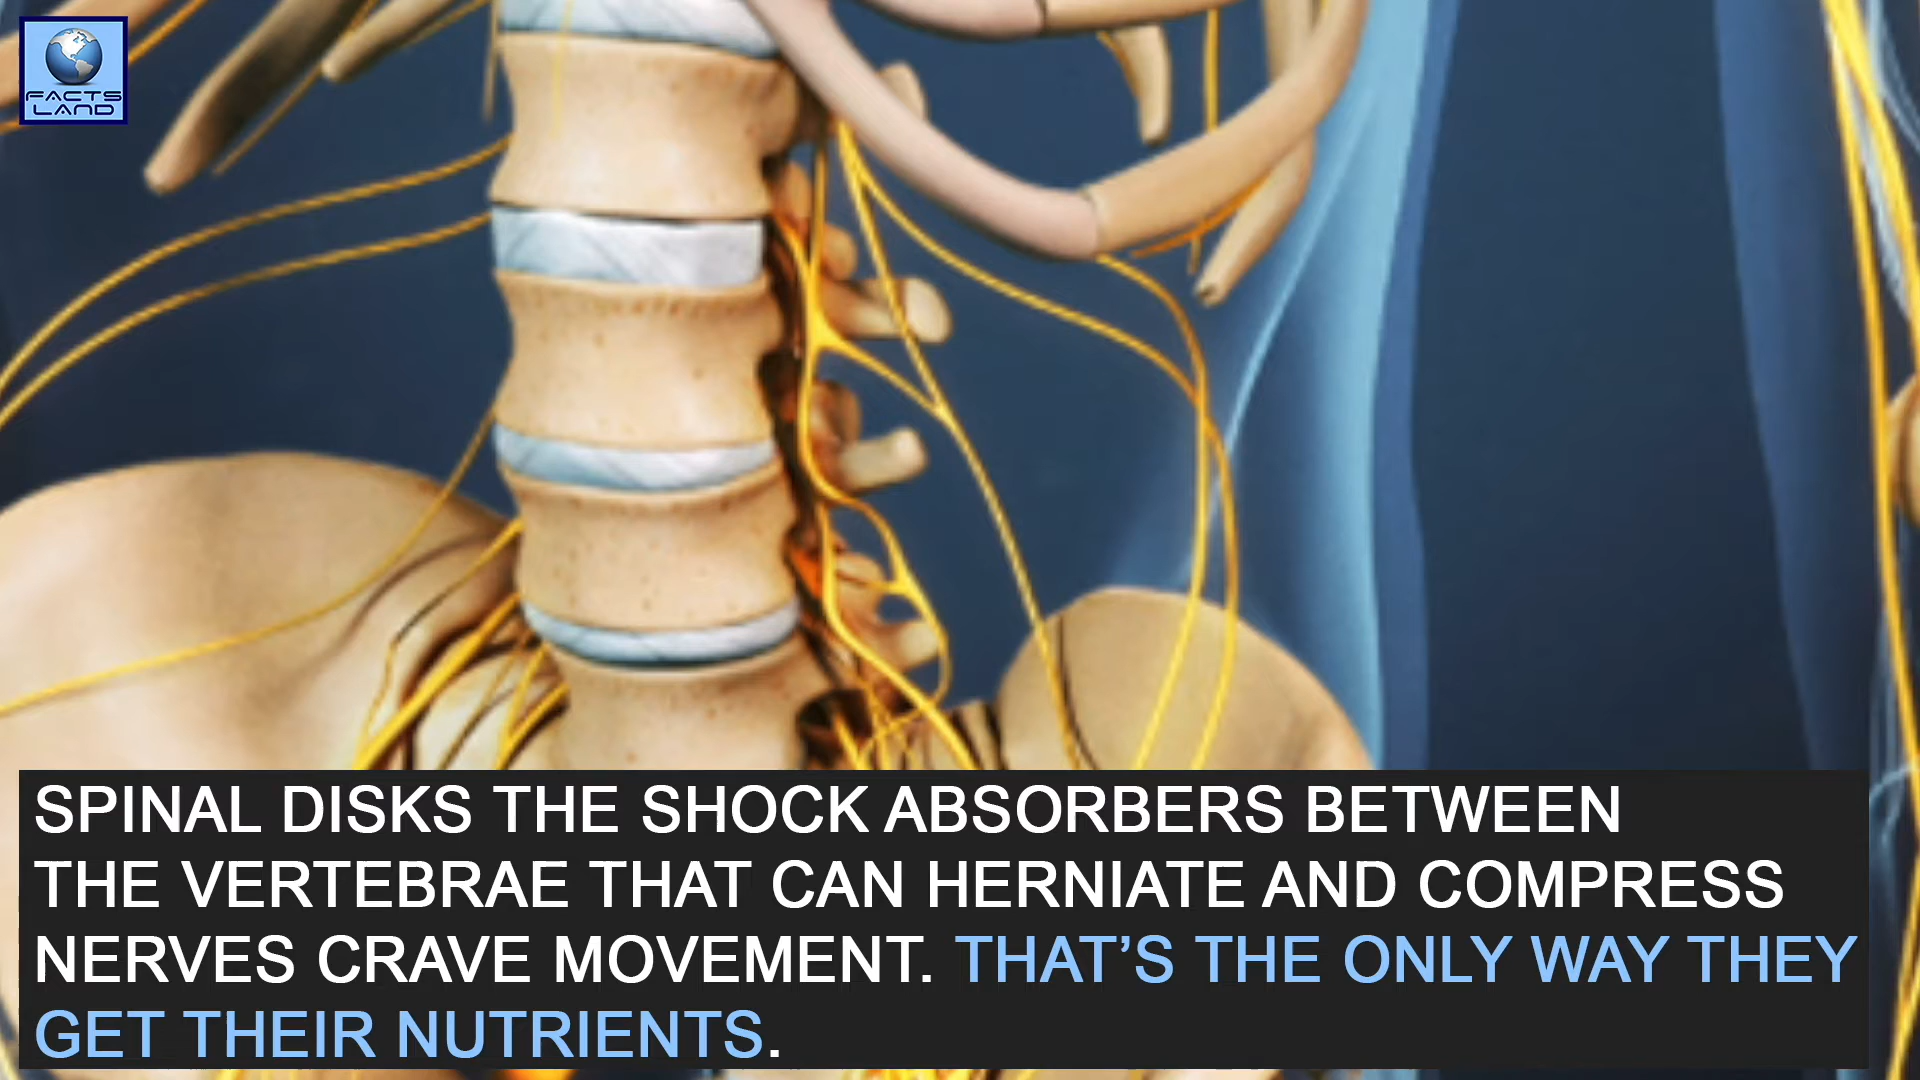 FACTS
LAND
SPINAL DISKS THE SHOCK ABSORBERS BETWEEN
THE VERTEBRAE THAT CAN HERNIATE AND COMPRESS
NERVES CRAVE MOVEMENT. THAT’S THE ONLY WAY THEY
GET THEIR NUTRIENTS.